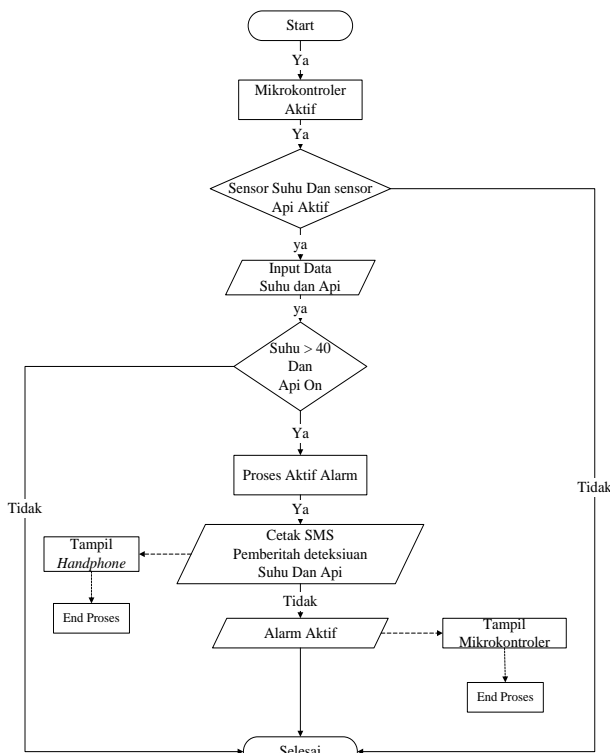 Start
Ya
Mikrokontroler
Aktif
Ya
Sensor Suhu Dan sensor
Api Aktif
ya
Input Data
Suhu dan Api
ya
Suhu > 40
Dan
Api On
Ya
Proses Aktif Alarm
Tidak
Tidak
Ya
Cetak SMS
Pemberitah deteksiuan
Suhu Dan Api
Tampil
Handphone
End Proses
Tidak
Alarm Aktif
Tampil
Mikrokontroler
End Proses
Selesai